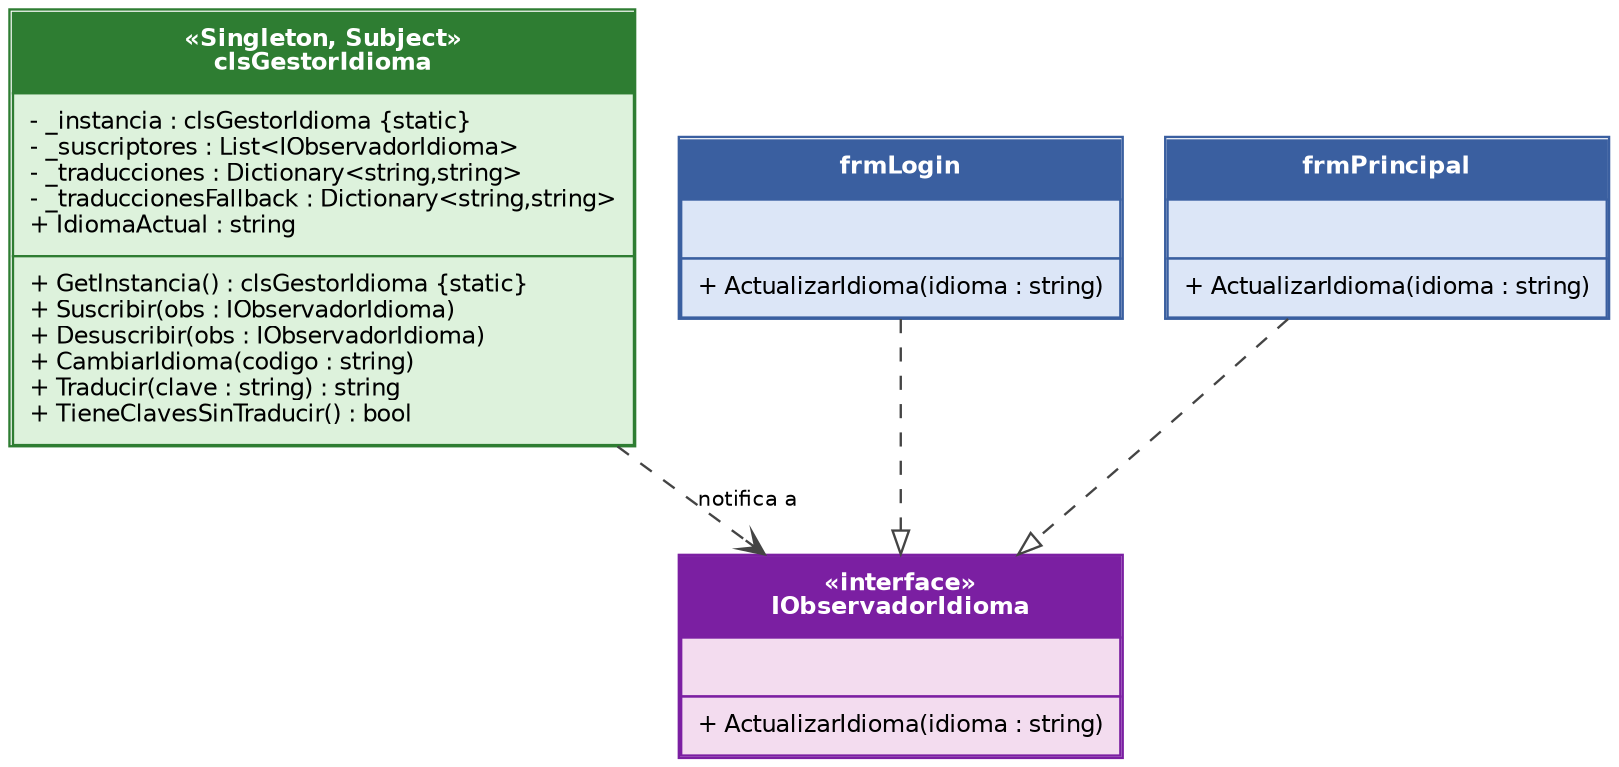 «Singleton, Subject»
clsGestorIdioma
- _instancia : clsGestorIdioma {static}
- _suscriptores : List<IObservadorIdioma>
- _traducciones : Dictionary<string,string>
- _traduccionesFallback : Dictionary<string,string>
+ IdiomaActual : string
+ GetInstancia() : clsGestorIdioma {static}
+ Suscribir(obs : IObservadorIdioma)
+ Desuscribir(obs : IObservadorIdioma)
+ CambiarIdioma(codigo : string)
+ Traducir(clave : string) : string
+ TieneClavesSinTraducir() : bool
frmLogin
+ ActualizarIdioma(idioma : string)
frmPrincipal
+ ActualizarIdioma(idioma : string)
notifica a
«interface»
IObservadorIdioma
+ ActualizarIdioma(idioma : string)